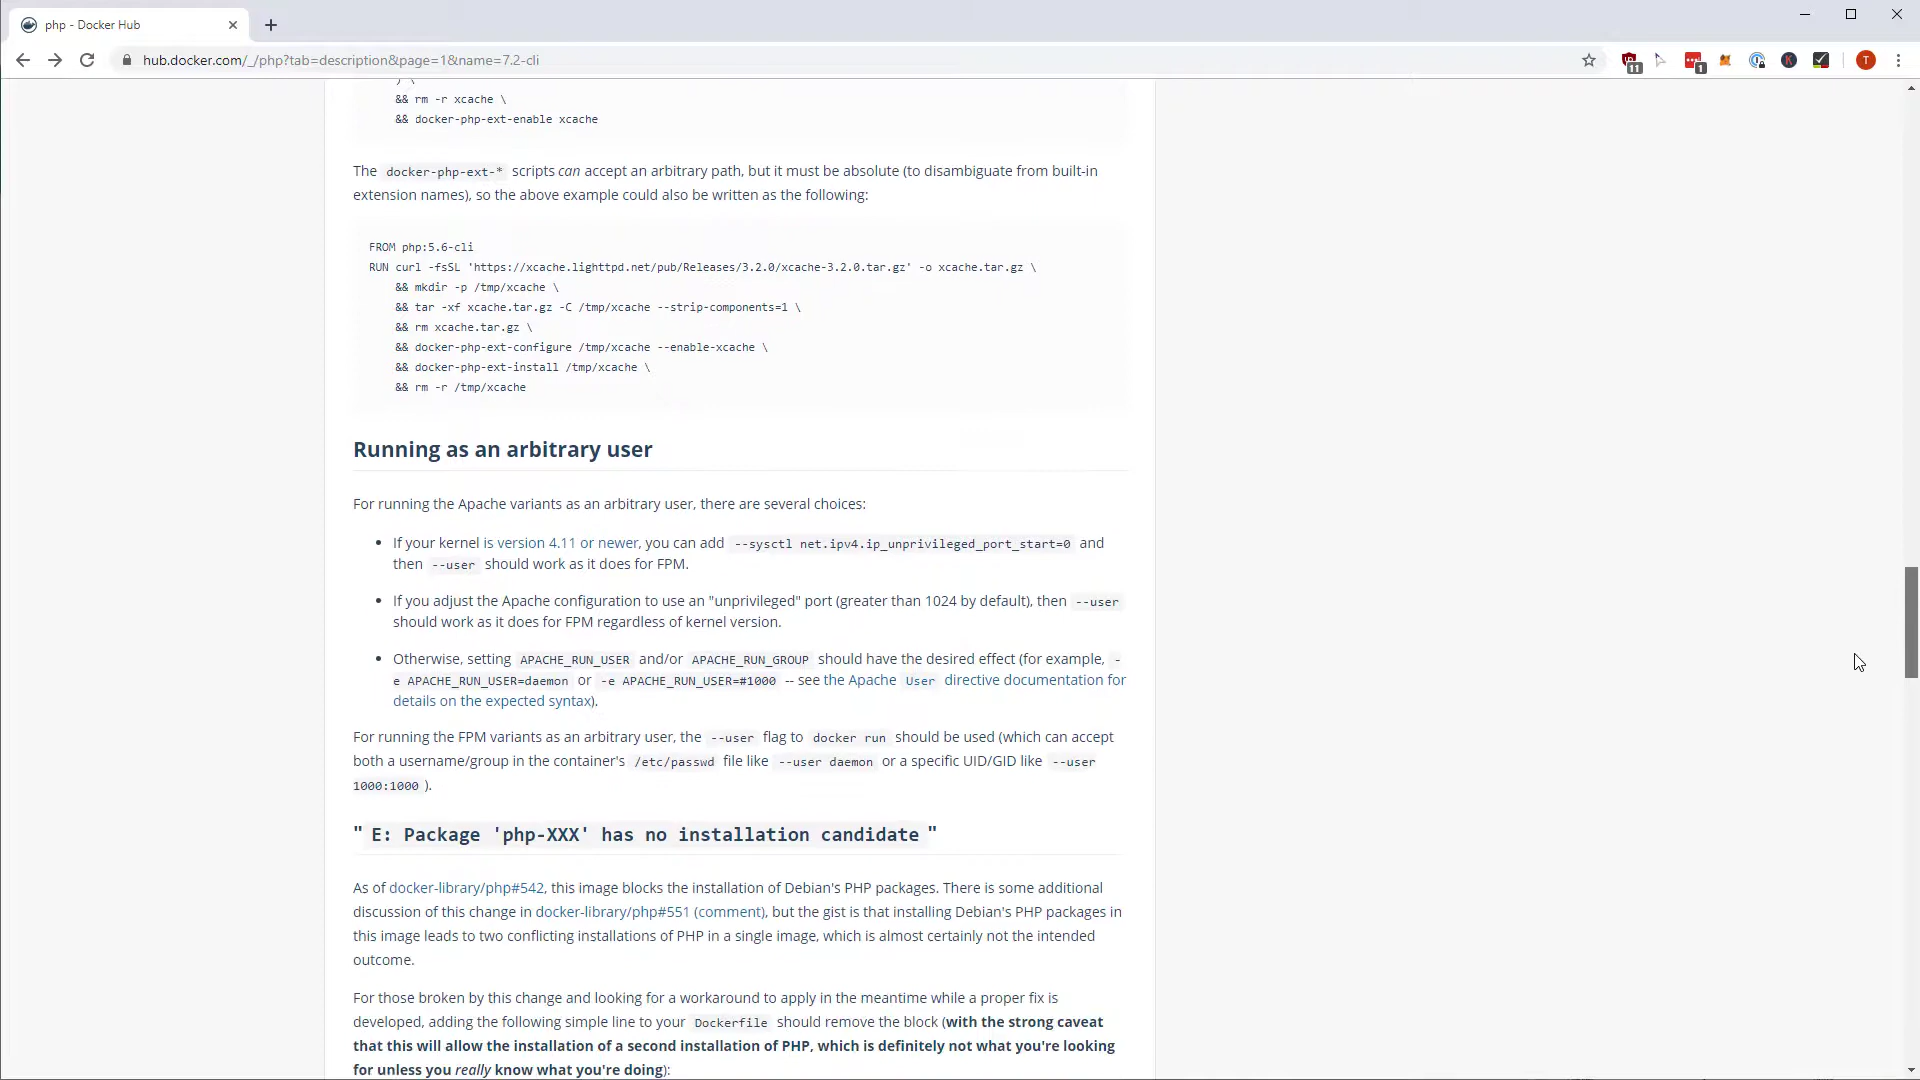 php - Docker Hub
hub.docker.com/_/php?tab=description&page=1&name=7.2-cli
11
1
K
T
) \
&& rm -r xcache \
&& docker-php-ext-enable xcache
The docker-php-ext-* scripts can accept an arbitrary path, but it must be absolute (to disambiguate from built-in
extension names), so the above example could also be written as the following:
FROM php:5.6-cli
RUN curl -fsSL 'https://xcache.lighttpd.net/pub/Releases/3.2.0/xcache-3.2.0.tar.gz' -o xcache.tar.gz \
&& mkdir -p /tmp/xcache \
&& tar -xf xcache.tar.gz -C /tmp/xcache --strip-components=1 \
&& rm xcache.tar.gz \
&& docker-php-ext-configure /tmp/xcache --enable-xcache \
&& docker-php-ext-install /tmp/xcache \
&& rm -r /tmp/xcache
Running as an arbitrary user
For running the Apache variants as an arbitrary user, there are several choices:
• If your kernel is version 4.11 or newer, you can add --sysctl net.ipv4.ip_unprivileged_port_start=0 and
then --user should work as it does for FPM.
• If you adjust the Apache configuration to use an "unprivileged" port (greater than 1024 by default), then --user
should work as it does for FPM regardless of kernel version.
• Otherwise, setting APACHE_RUN_USER and/or APACHE_RUN_GROUP should have the desired effect (for example, -
e APACHE_RUN_USER=daemon or -e APACHE_RUN_USER=#1000 -- see the Apache User directive documentation for
details on the expected syntax).
For running the FPM variants as an arbitrary user, the --user flag to docker run should be used (which can accept
both a username/group in the container's /etc/passwd file like --user daemon or a specific UID/GID like --user
1000:1000 ).
" E: Package 'php-XXX' has no installation candidate "
As of docker-library/php#542, this image blocks the installation of Debian's PHP packages. There is some additional
discussion of this change in docker-library/php#551 (comment), but the gist is that installing Debian's PHP packages in
this image leads to two conflicting installations of PHP in a single image, which is almost certainly not the intended
outcome.
For those broken by this change and looking for a workaround to apply in the meantime while a proper fix is
developed, adding the following simple line to your Dockerfile should remove the block (with the strong caveat
that this will allow the installation of a second installation of PHP, which is definitely not what you're looking
for unless you really know what you're doing):